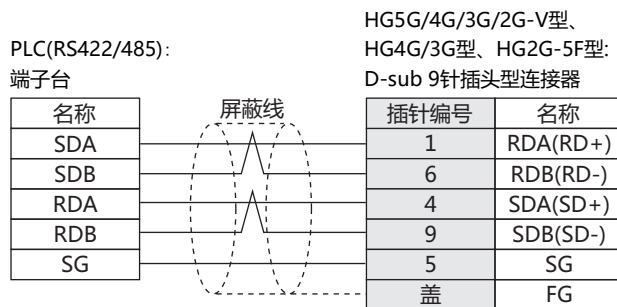 HG5G/4G/3G/2G-V型、
PLC(RS422/485):
HG4G/3G型、HG2G-5F型:
端子台
D-sub 9针插头型连接器
名称 屏蔽线 插针编号 名称
SDA 1 RDA(RD+)
SDB 6 RDB(RD-)
RDA 4 SDA(SD+)
RDB 9 SDB(SD-)
SG 5 SG
盖 FG